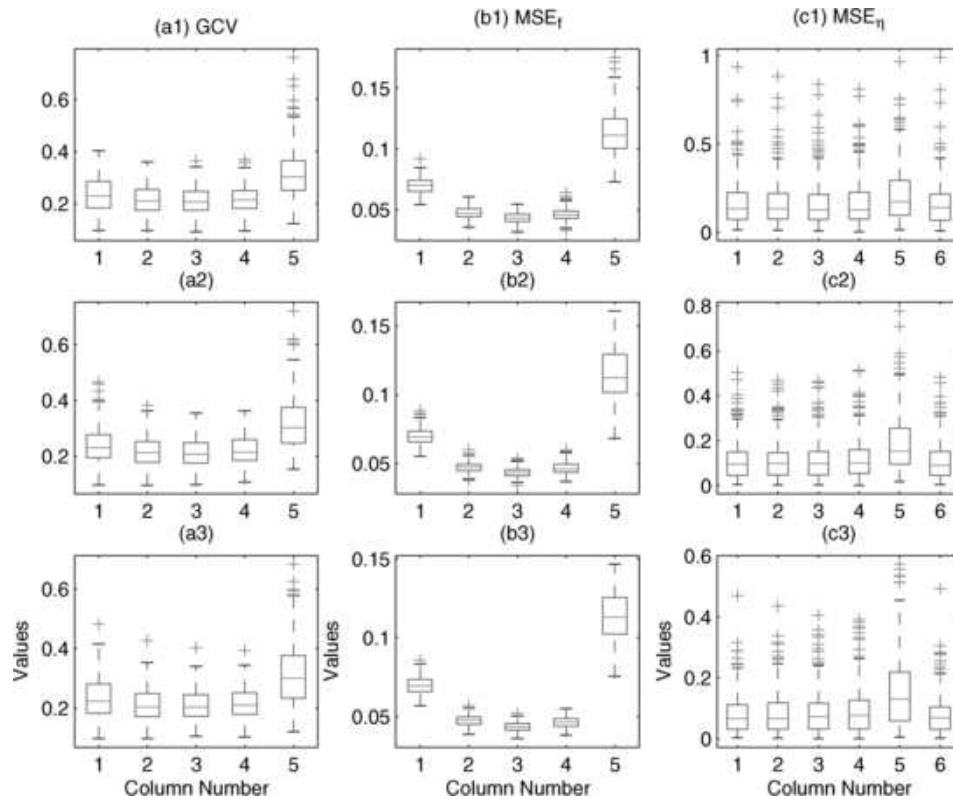 (a1) GCV
(b1) MSE_f
(c1) MSE_η
0.6
0.4
0.2
1 2 3 4 5
0.15
0.1
0.05
1 2 3 4 5
1
0.5
0
1 2 3 4 5 6
(a2)
(b2)
(c2)
0.6
0.4
0.2
1 2 3 4 5
0.15
0.1
0.05
1 2 3 4 5
0.8
0.6
0.4
0.2
0
1 2 3 4 5 6
(a3)
(b3)
(c3)
Values
0.6
0.4
0.2
1 2 3 4 5
Column Number
Values
0.15
0.1
0.05
1 2 3 4 5
Column Number
Values
0.6
0.4
0.2
0
1 2 3 4 5 6
Column Number